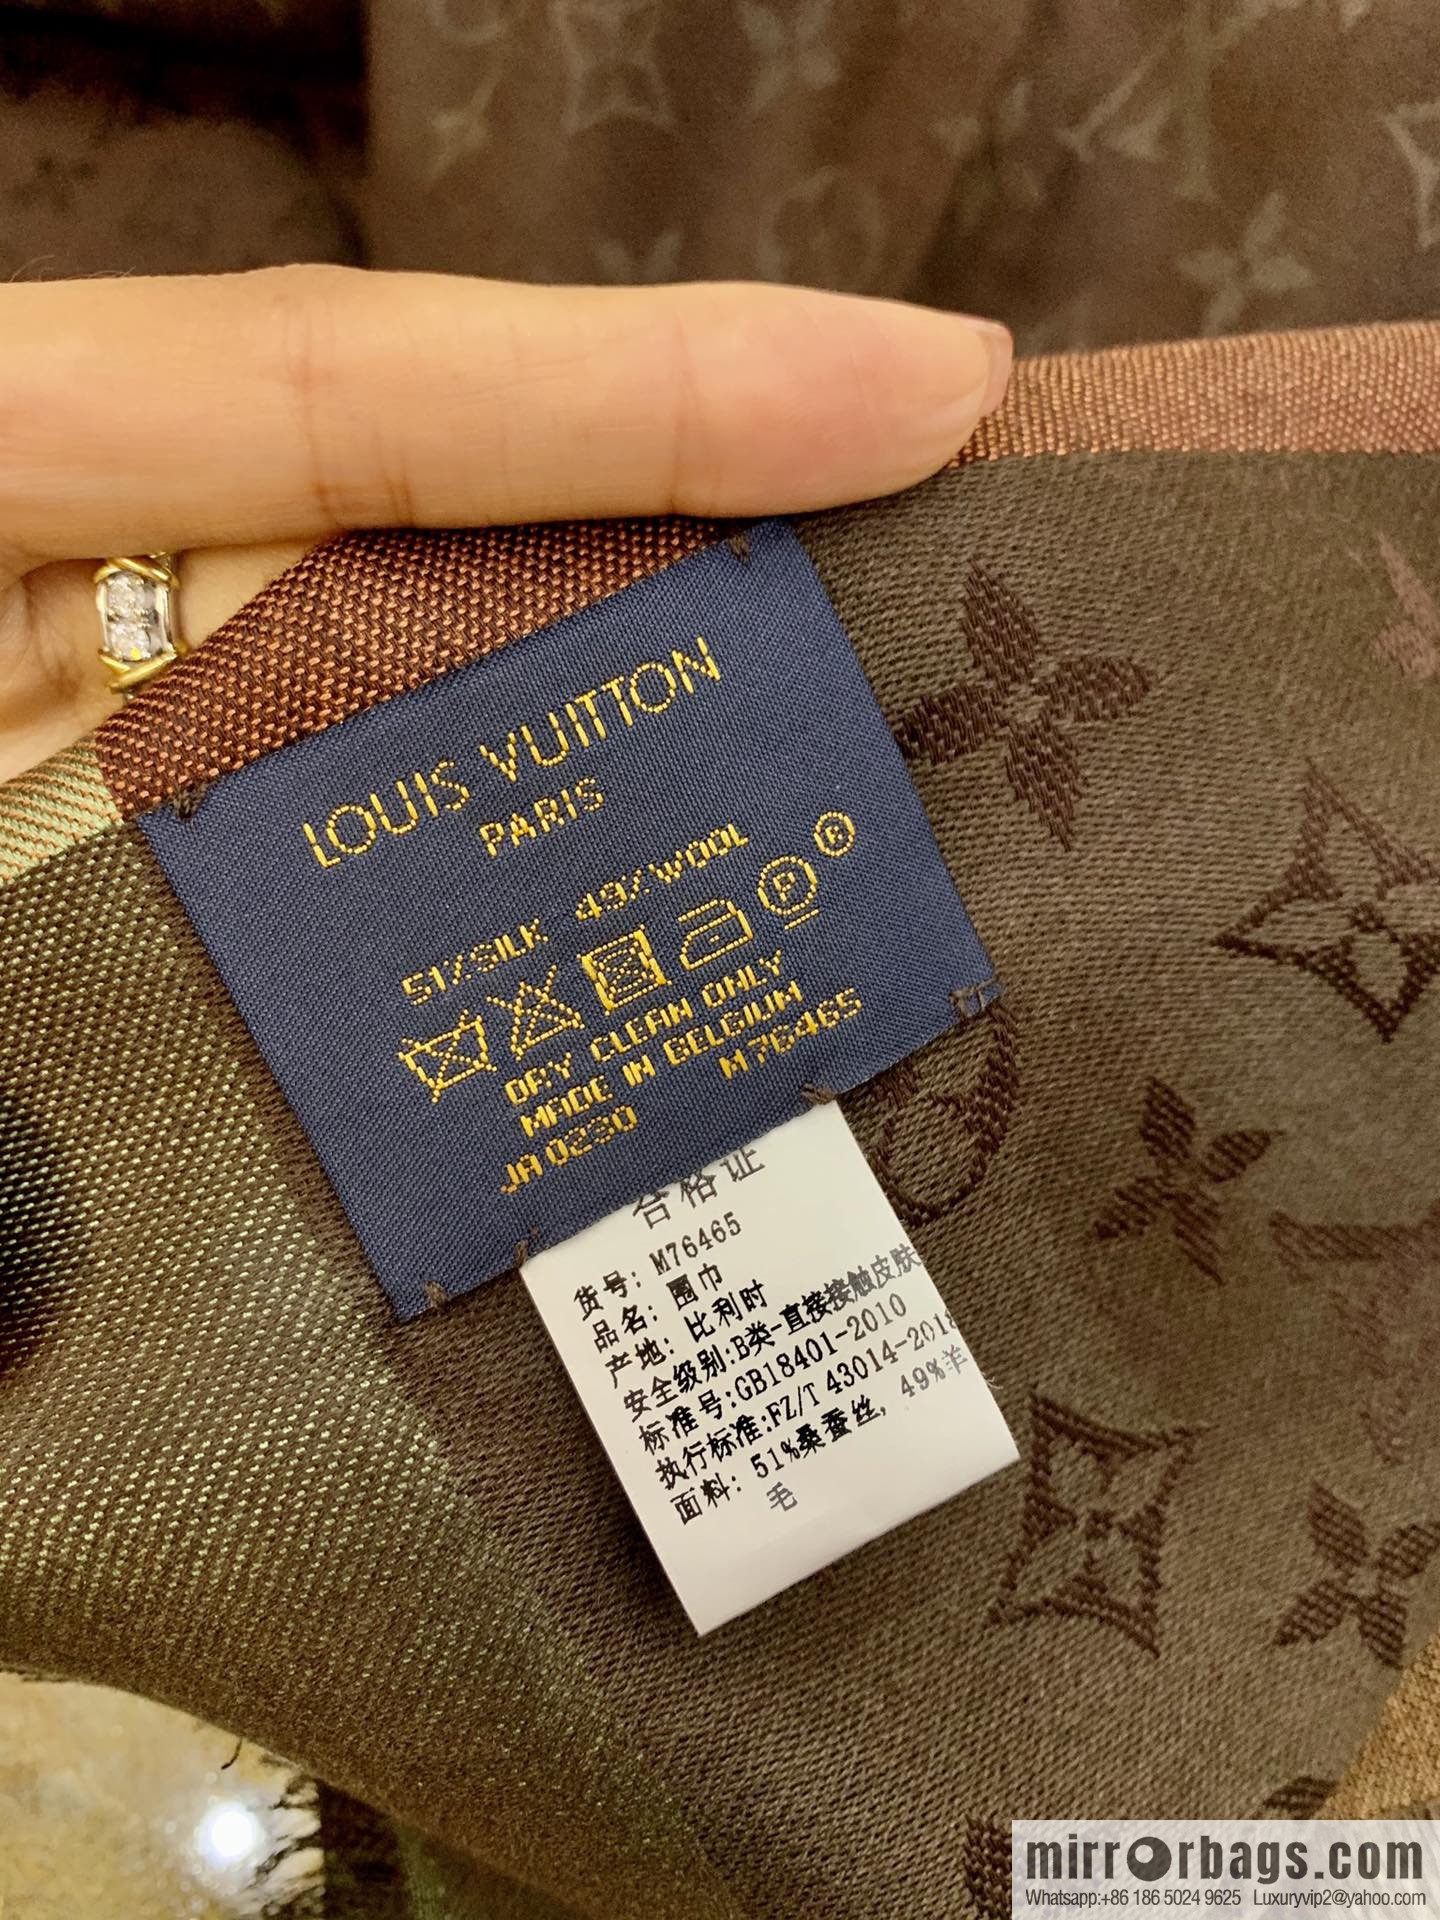 LOUIS VUITTON
PARIS
51%SILK 49%WOOL
P
R
DRY CLEAN ONLY
MADE IN BELGIUM
M76465
JA0230
合格证
货号: M76465
品名: 围巾
产地: 比利时
安全级别:B类-直接接触皮肤
标准号:GB18401-2010
执行标准:FZ/T 43014-2018
面料: 51%桑蚕丝, 49%羊
毛
mirrorbags.com
Whatsapp:+86 186 5024 9625 Luxuryvip2@yahoo.com